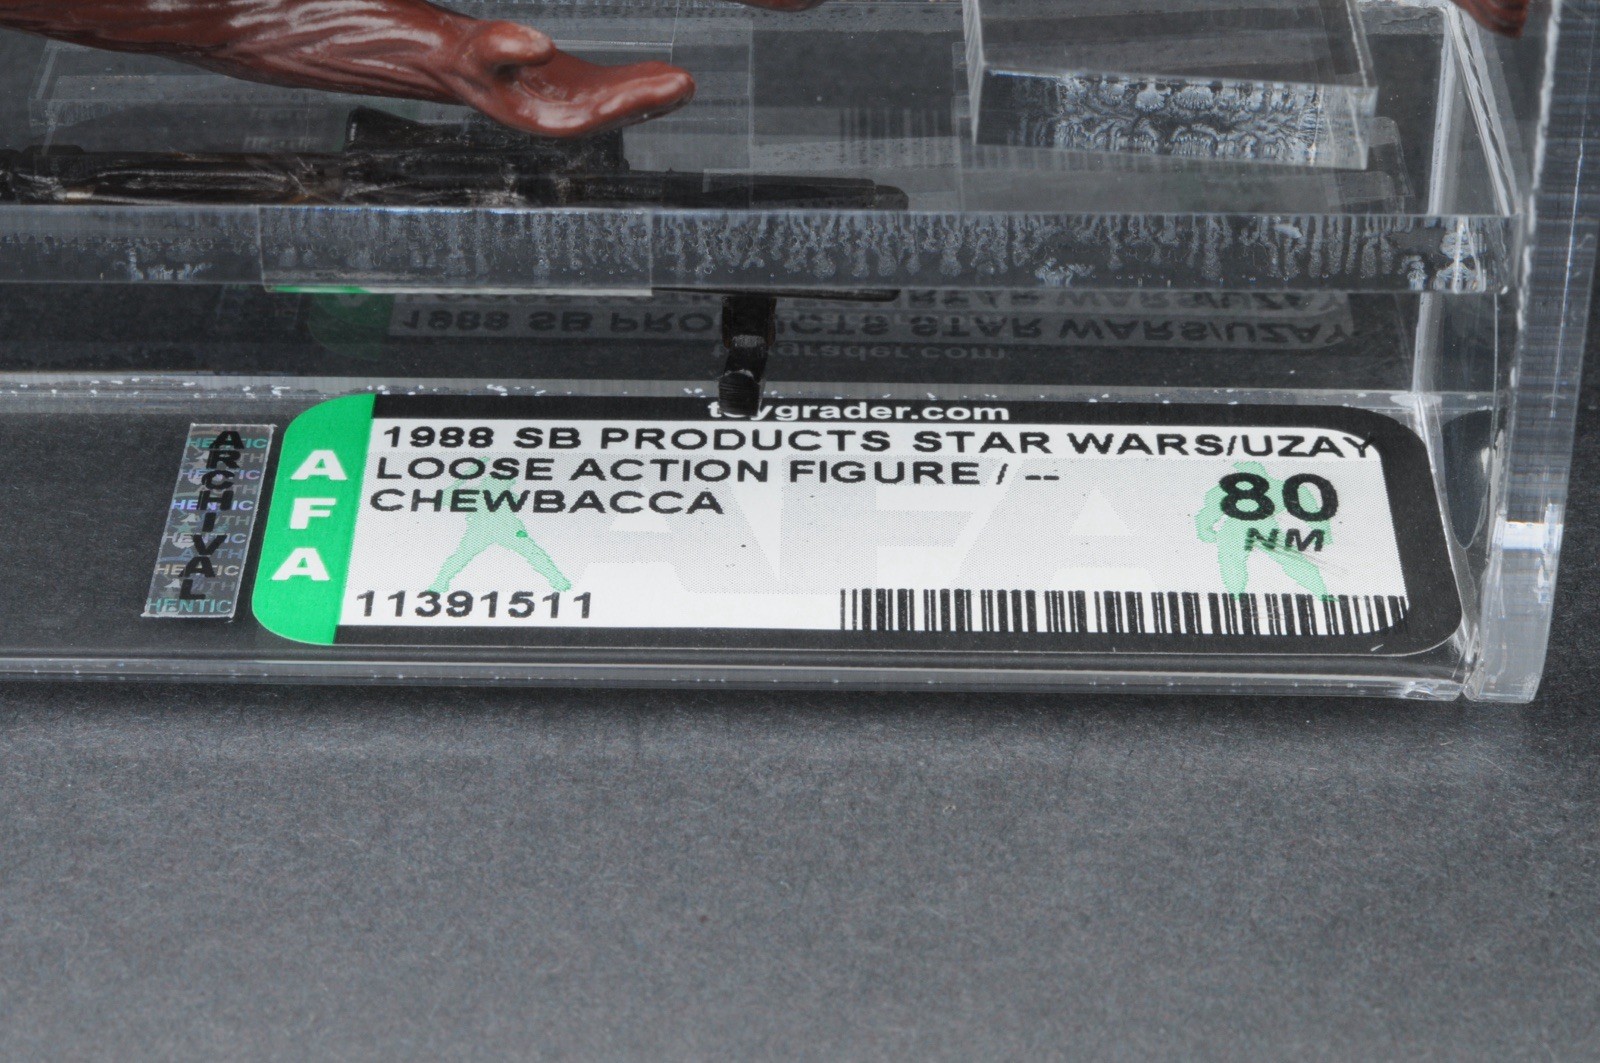 toygrader.com
ARCHIVAL
AFA
1988 SB PRODUCTS STAR WARS/UZAY
LOOSE ACTION FIGURE / --
CHEWBACCA
80
NM
11391511